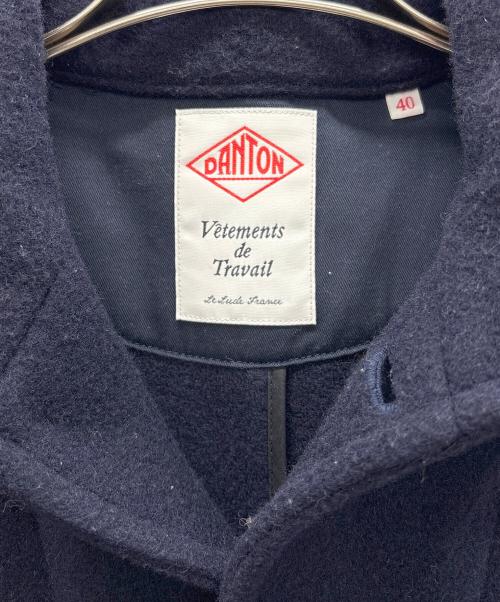 40
DANTON
Vêtements
de
Travail
Le Lude France